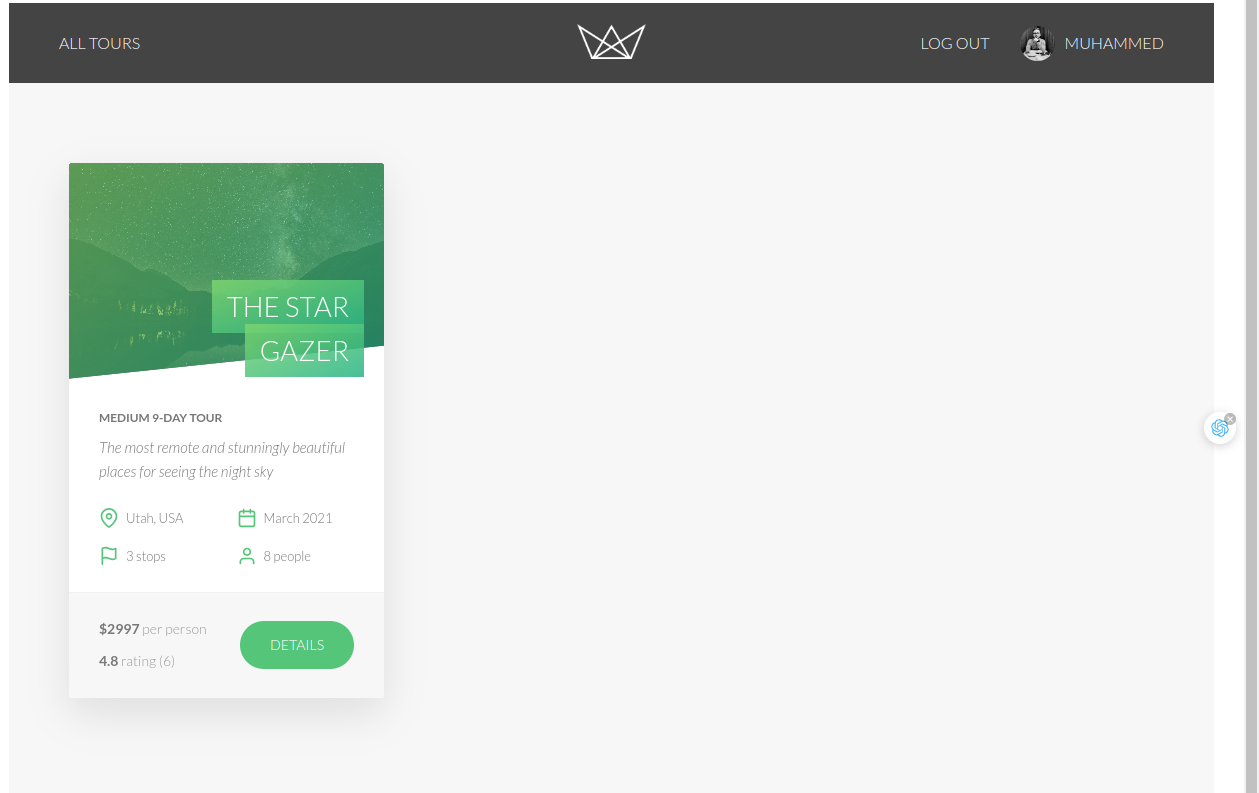 ALL TOURS
LOG OUT
MUHAMMED
THE STAR
GAZER
MEDIUM 9-DAY TOUR
The most remote and stunningly beautiful
places for seeing the night sky
Utah, USA
March 2021
3 stops
8 people
$2997 per person
4.8 rating (6)
DETAILS